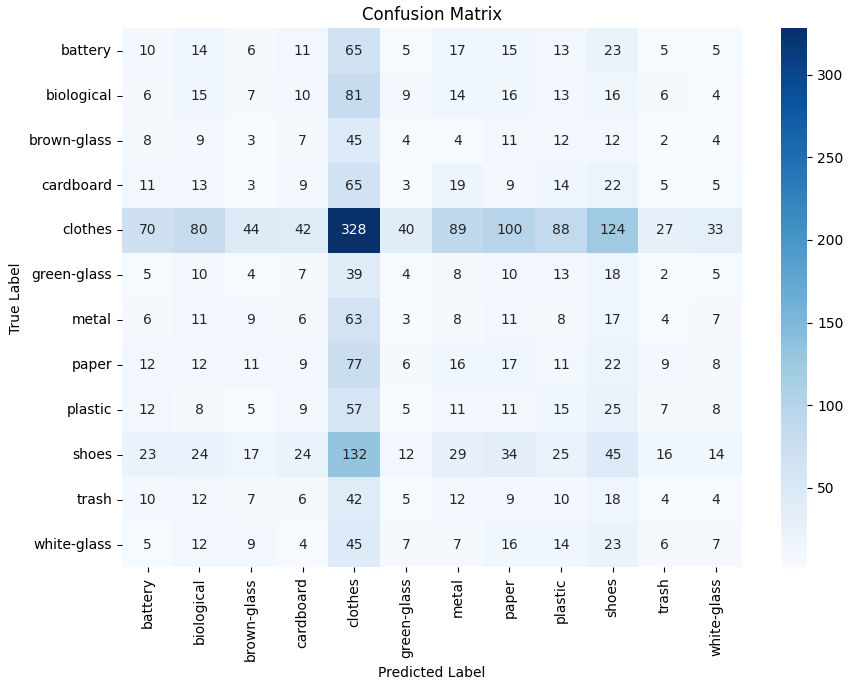 Confusion Matrix
battery 10 14 6 11 65 5 17 15 13 23 5 5
biological 6 15 7 10 81 9 14 16 13 16 6 4
brown-glass 8 9 3 7 45 4 4 11 12 12 2 4
cardboard 11 13 3 9 65 3 19 9 14 22 5 5
clothes 70 80 44 42 328 40 89 100 88 124 27 33
green-glass 5 10 4 7 39 4 8 10 13 18 2 5
metal 6 11 9 6 63 3 8 11 8 17 4 7
paper 12 12 11 9 77 6 16 17 11 22 9 8
plastic 12 8 5 9 57 5 11 11 15 25 7 8
shoes 23 24 17 24 132 12 29 34 25 45 16 14
trash 10 12 7 6 42 5 12 9 10 18 4 4
white-glass 5 12 9 4 45 7 7 16 14 23 6 7
battery biological brown-glass cardboard clothes green-glass metal paper plastic shoes trash white-glass
Predicted Label
True Label
300
250
200
150
100
50